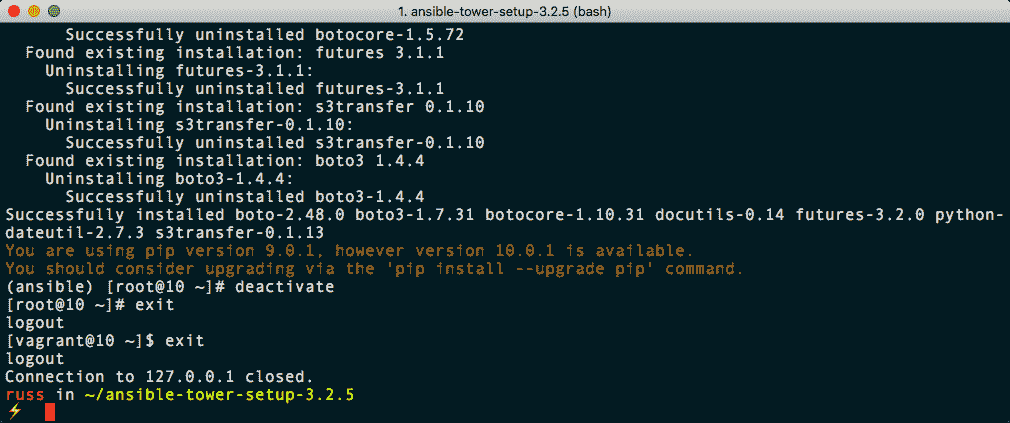 1. ansible-tower-setup-3.2.5 (bash)
Successfully uninstalled botocore-1.5.72
Found existing installation: futures 3.1.1
Uninstalling futures-3.1.1:
Successfully uninstalled futures-3.1.1
Found existing installation: s3transfer 0.1.10
Uninstalling s3transfer-0.1.10:
Successfully uninstalled s3transfer-0.1.10
Found existing installation: boto3 1.4.4
Uninstalling boto3-1.4.4:
Successfully uninstalled boto3-1.4.4
Successfully installed boto-2.48.0 boto3-1.7.31 botocore-1.10.31 docutils-0.14 futures-3.2.0 python-
dateutil-2.7.3 s3transfer-0.1.13
You are using pip version 9.0.1, however version 10.0.1 is available.
You should consider upgrading via the 'pip install --upgrade pip' command.
(ansible) [root@10 ~]# deactivate
[root@10 ~]# exit
logout
[vagrant@10 ~]$ exit
logout
Connection to 127.0.0.1 closed.
russ in ~/ansible-tower-setup-3.2.5
⚡